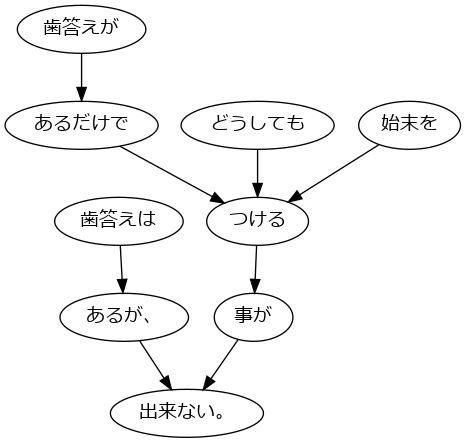 歯答えが
あるだけで
どうしても
始末を
歯答えは
つける
あるが、
事が
出来ない。